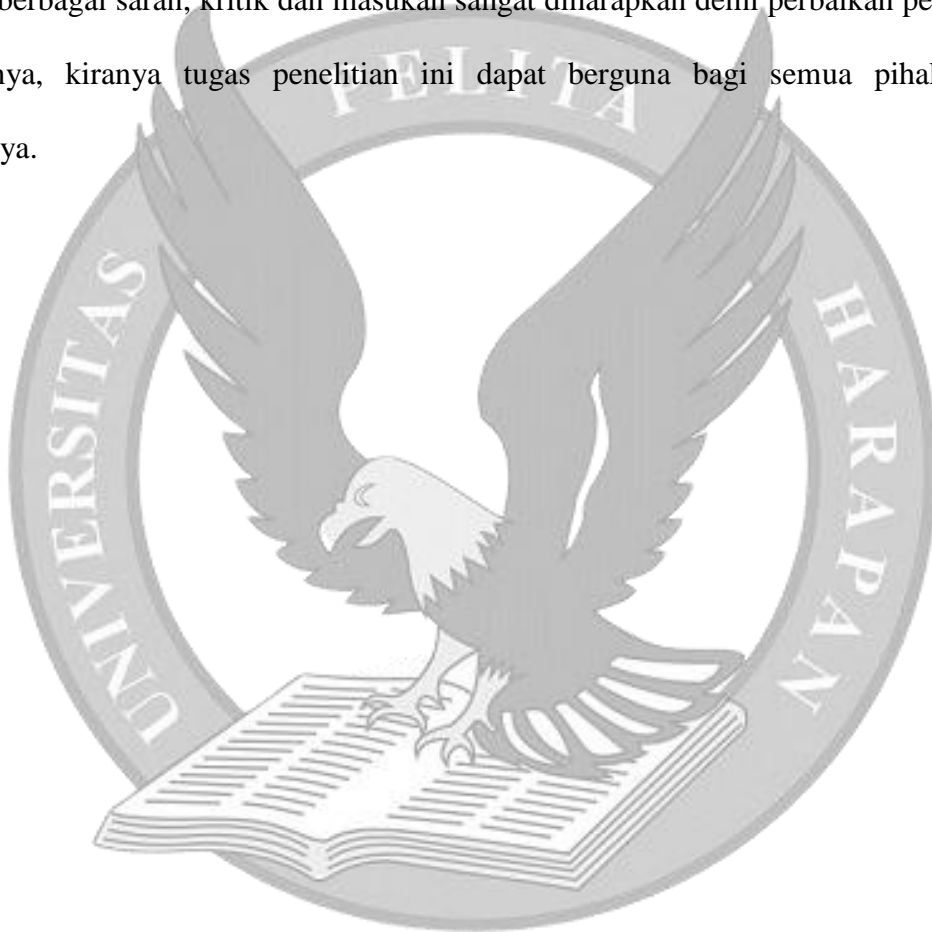 berbagai saran, kritik dan masukan sangat diharapkan demi perbaikan pe
nya, kiranya tugas penelitian ini dapat berguna bagi semua pihak
ya.
PELITA
UNIVERSITAS
HARAPAN